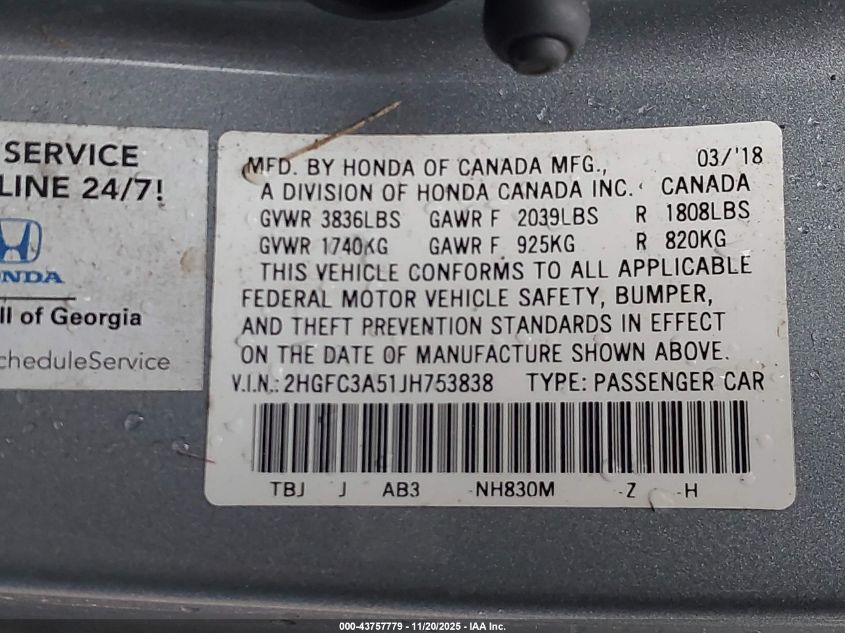 SERVICE
LINE 24/7!
HONDA
ll of Georgia
cheduleService
MFD. BY HONDA OF CANADA MFG., 03/'18
A DIVISION OF HONDA CANADA INC. CANADA
GVWR 3836LBS GAWR F 2039LBS R 1808LBS
GVWR 1740KG GAWR F 925KG R 820KG
THIS VEHICLE CONFORMS TO ALL APPLICABLE
FEDERAL MOTOR VEHICLE SAFETY, BUMPER,
AND THEFT PREVENTION STANDARDS IN EFFECT
ON THE DATE OF MANUFACTURE SHOWN ABOVE.
V.I.N.: 2HGFC3A51JH753838 TYPE: PASSENGER CAR
TBJ J AB3 NH830M -Z -H
000-43757779 - 11/20/2025 - IAA Inc.